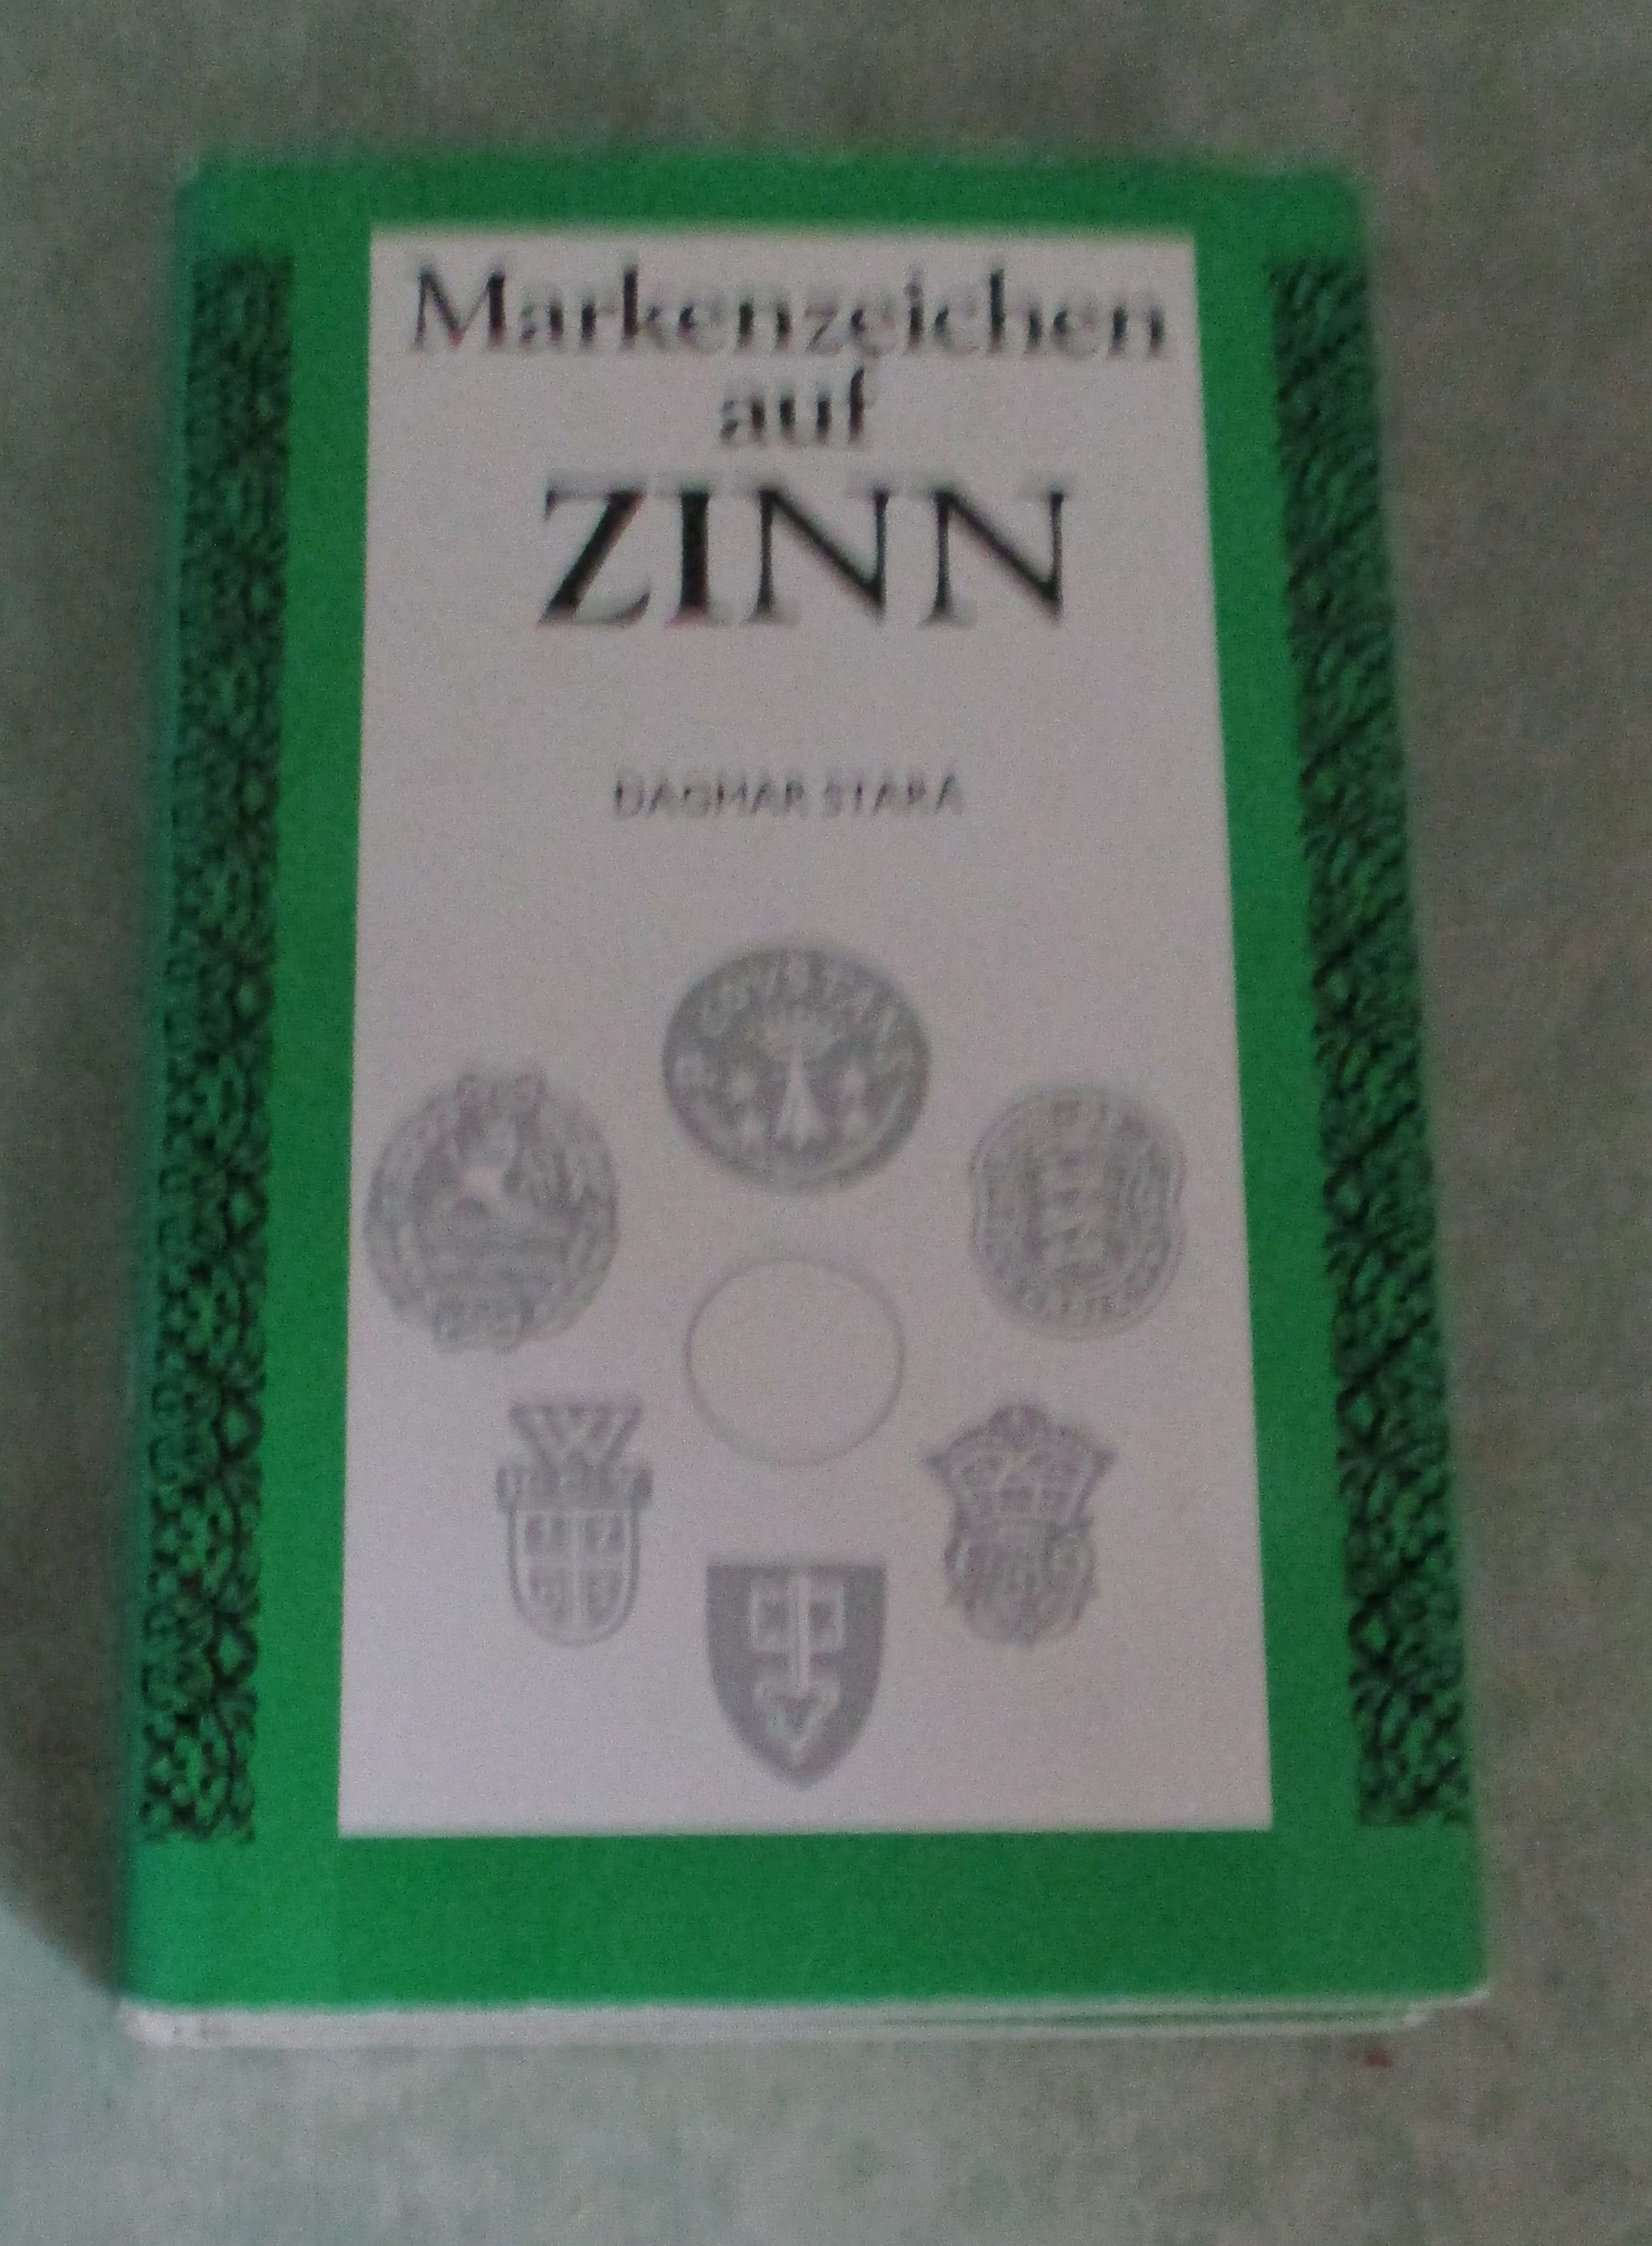 Markenzeichen
auf
ZINN
DAGMAR STARÁ